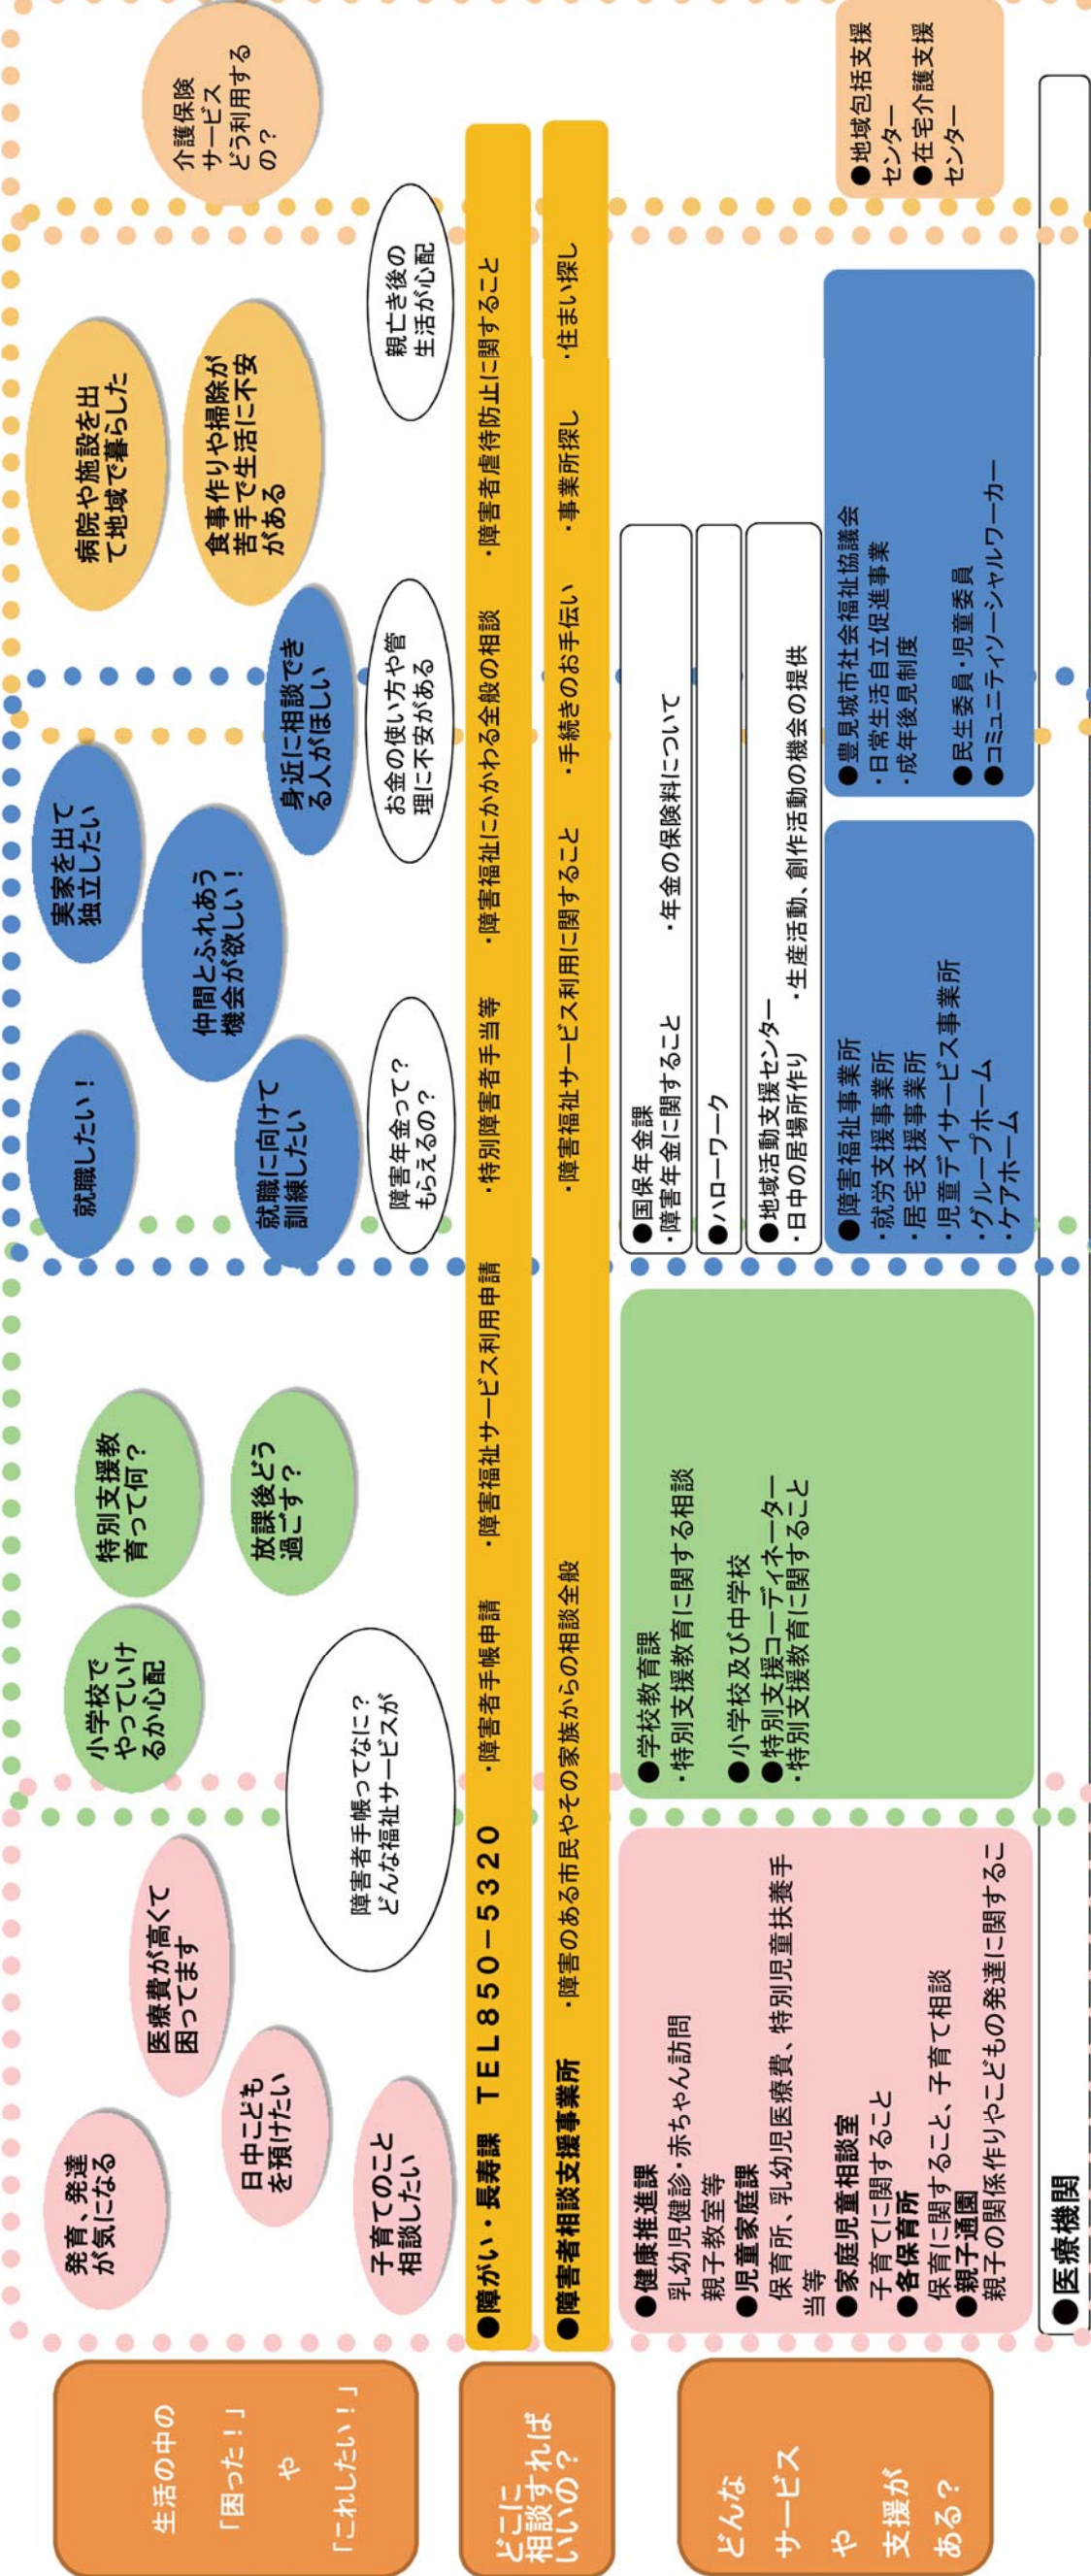 生活の中の
「困った！」
や
「これしたい！」
発育、発達
が気になる
医療費が高くて
困ってます
日中こども
を預けたい
子育てのこと
相談したい
小学校で
やっていけ
るか心配
特別支援教
育って何？
放課後どう
過ごす？
障害者手帳ってなに？
どんな福祉サービスが
就職したい！
就職に向けて
訓練したい
実家を出て
独立したい
仲間とふれあう
機会が欲しい！
身近に相談でき
る人がほしい
障害年金って？
もらえるの？
お金の使い方や管
理に不安がある
病院や施設を出
て地域で暮らした
食事作りや掃除が
苦手で生活に不安
がある
親亡き後の
生活が心配
介護保険
サービス
どう利用する
の？
どこに
相談すれば
いいの？
●障がい・長寿課　ＴＥＬ８５０－５３２０　・障害者手帳申請　・障害福祉サービス利用申請　・特別障害者手当等　・障害福祉にかかわる全般の相談　・障害者虐待防止に関すること
●障害者相談支援事業所　・障害のある市民やその家族からの相談全般　・障害福祉サービス利用に関すること　・手続きのお手伝い　・事業所探し　・住まい探し
どんな
サービス
や
支援が
ある？
●健康推進課
乳幼児健診・赤ちゃん訪問
親子教室等
●児童家庭課
保育所、乳幼児医療費、特別児童扶養手
当等
●家庭児童相談室
子育てに関すること
●各保育所
保育に関すること、子育て相談
●親子通園
親子の関係作りやこどもの発達に関するこ
●学校教育課
・特別支援教育に関する相談
●小学校及び中学校
●特別支援コーディネーター
・特別支援教育に関すること
●国保年金課
・障害年金に関すること　・年金の保険料について
●ハローワーク
●地域活動支援センター
・日中の居場所作り　・生産活動、創作活動の機会の提供
●障害福祉事業所
・就労支援事業所
・居宅支援事業所
・児童デイサービス事業所
・グループホーム
・ケアホーム
●豊見城市社会福祉協議会
・日常生活自立促進事業
・成年後見制度
●民生委員・児童委員
●コミュニティソーシャルワーカー
●地域包括支援
センター
●在宅介護支援
センター
●医療機関